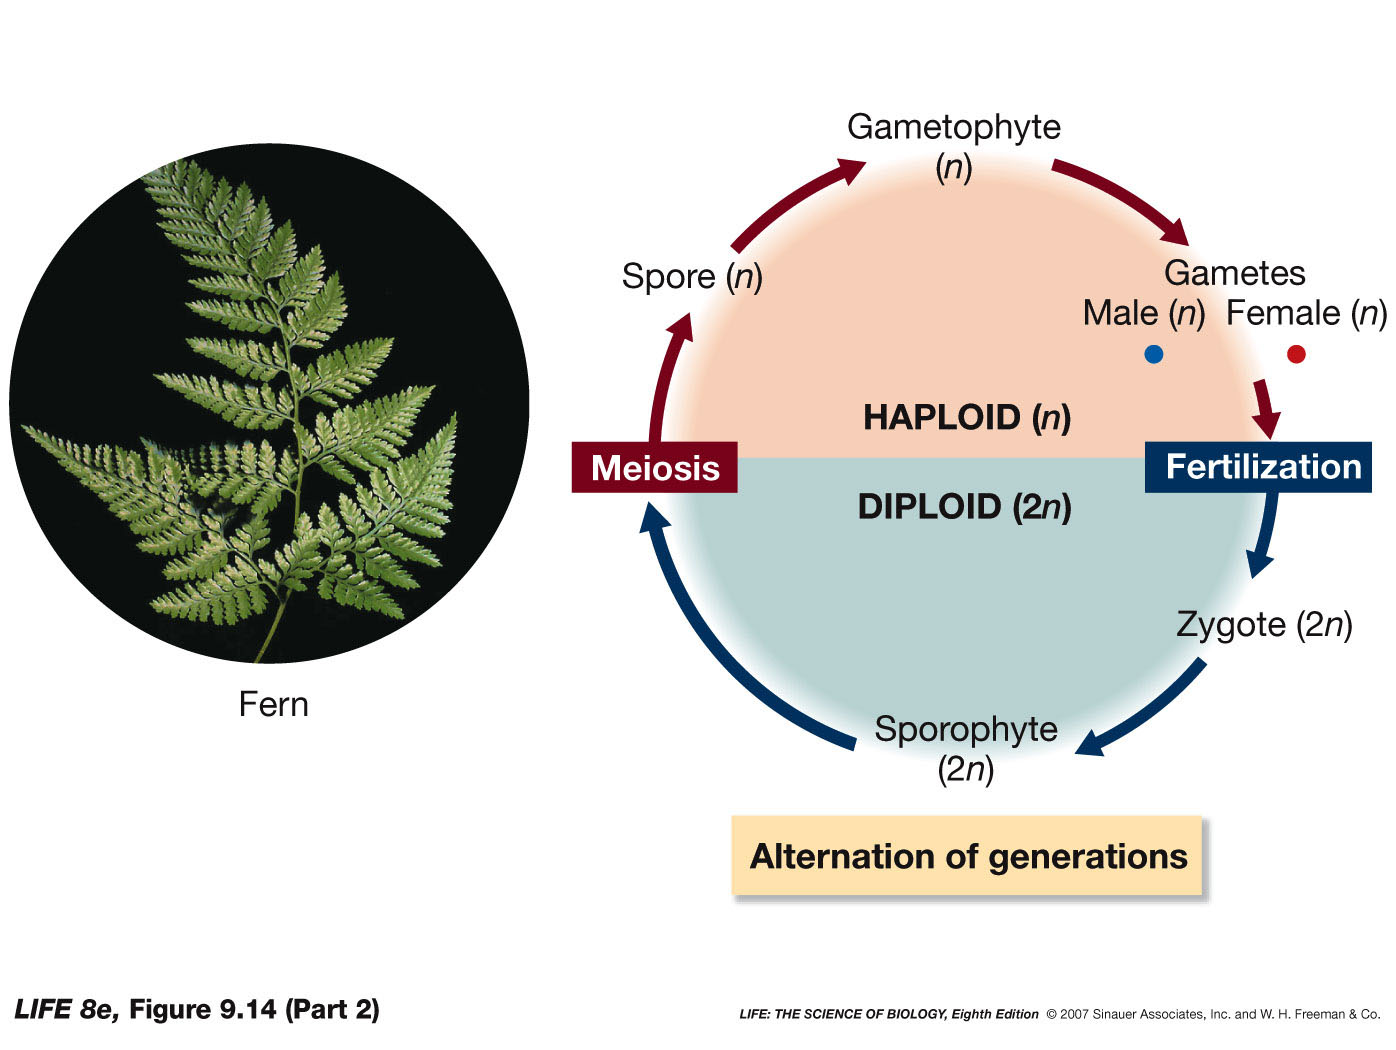 Gametophyte
(n)
Spore (n)
Gametes
Male (n) Female (n)
HAPLOID (n)
Meiosis
Fertilization
DIPLOID (2n)
Zygote (2n)
Fern
Sporophyte
(2n)
Alternation of generations
LIFE 8e, Figure 9.14 (Part 2)
LIFE: THE SCIENCE OF BIOLOGY, Eighth Edition © 2007 Sinauer Associates, Inc. and W. H. Freeman & Co.